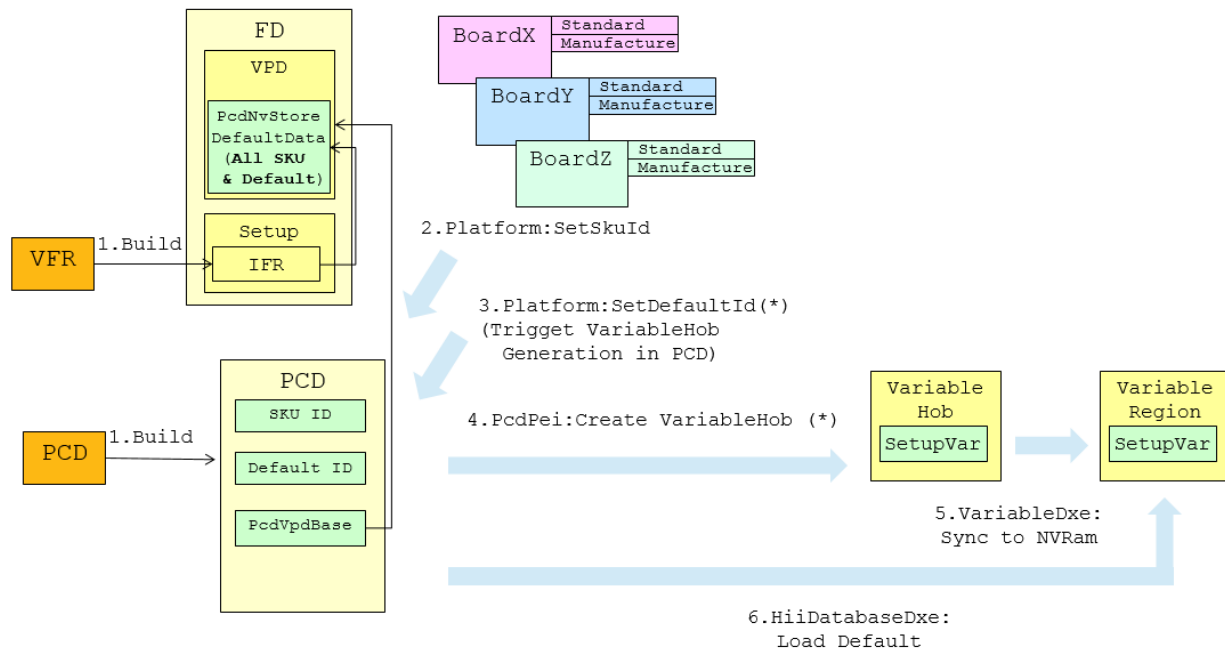 FD
VPD
PcdNvStore
DefaultData
(All SKU
& Default)
Setup
IFR
VFR
1.Build
BoardX
Standard
Manufacture
BoardY
Standard
Manufacture
BoardZ
Standard
Manufacture
2.Platform:SetSkuId
3.Platform:SetDefaultId(*)
(Trigget VariableHob
Generation in PCD)
PCD
SKU ID
Default ID
PcdVpdBase
PCD
1.Build
4.PcdPei:Create VariableHob (*)
Variable
Hob
SetupVar
Variable
Region
SetupVar
5.VariableDxe:
Sync to NVRam
6.HiiDatabaseDxe:
Load Default